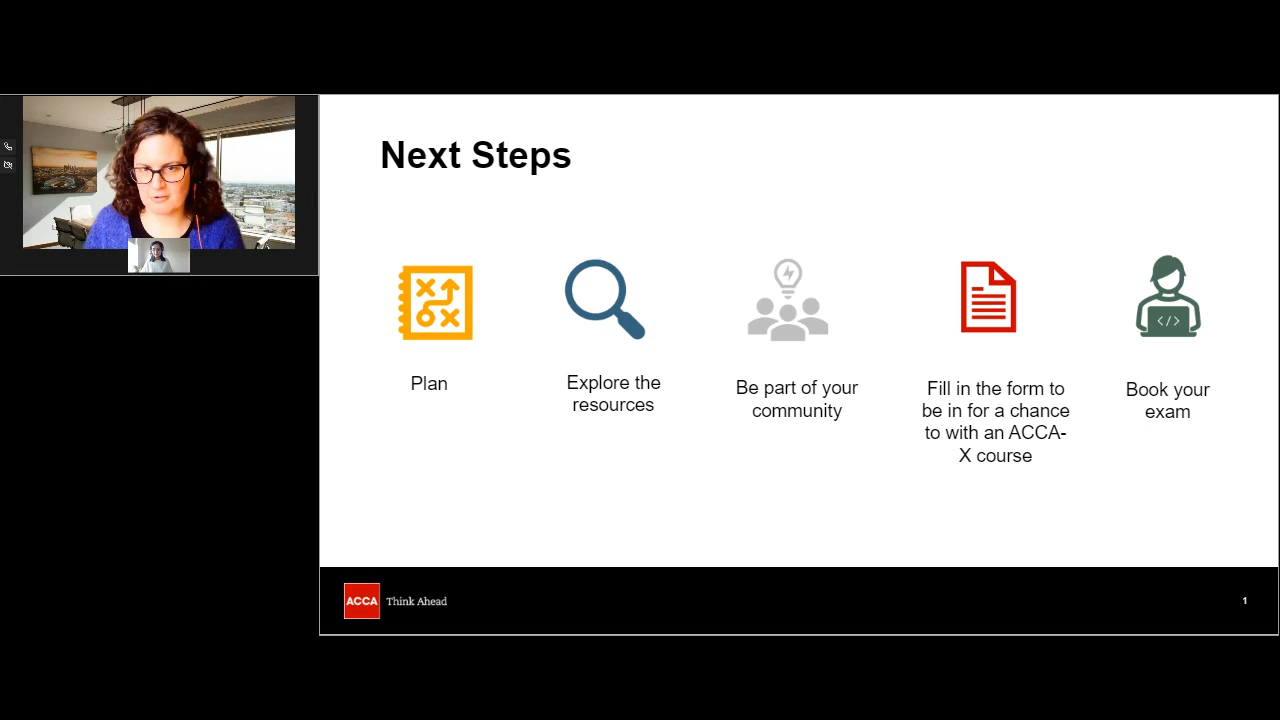 Next Steps
Plan
Explore the
resources
Be part of your
community
Fill in the form to
be in for a chance
to with an ACCA-
X course
Book your
exam
</>
ACCA
Think Ahead
1